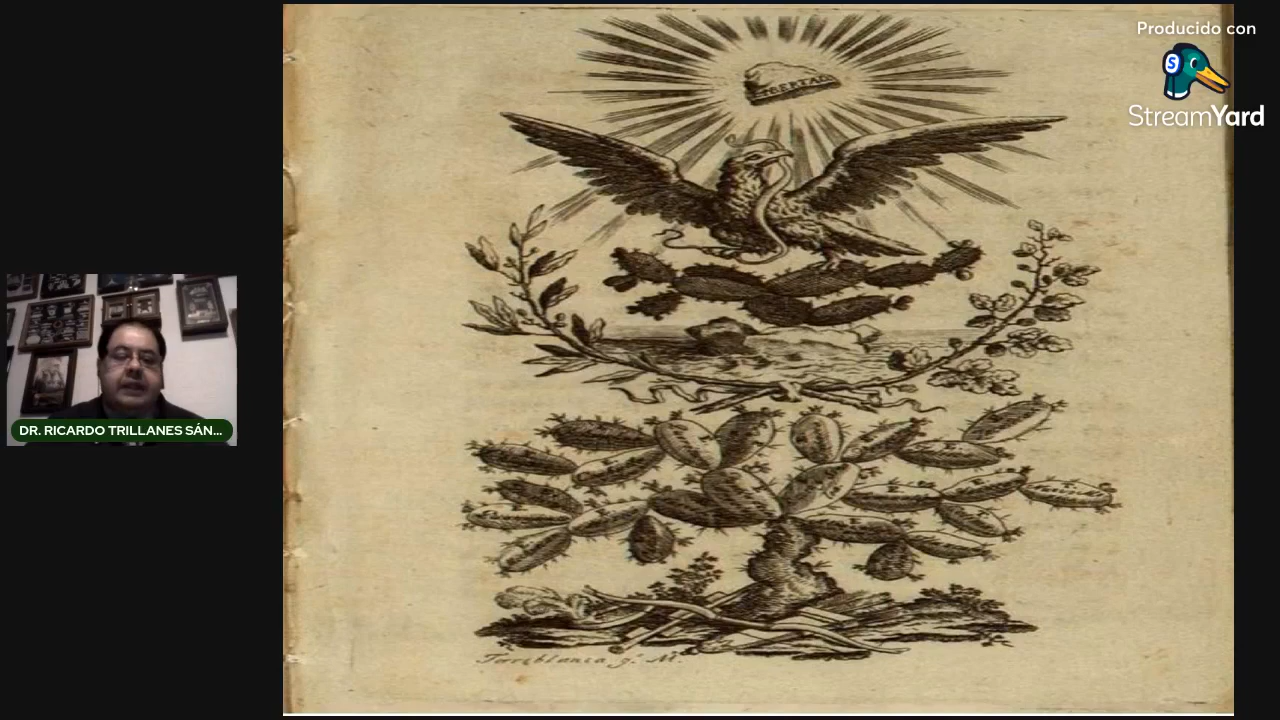 Producido con
StreamYard
LIBERTAD
DR. RICARDO TRILLANES SÁN...
Torreblanca g. M.